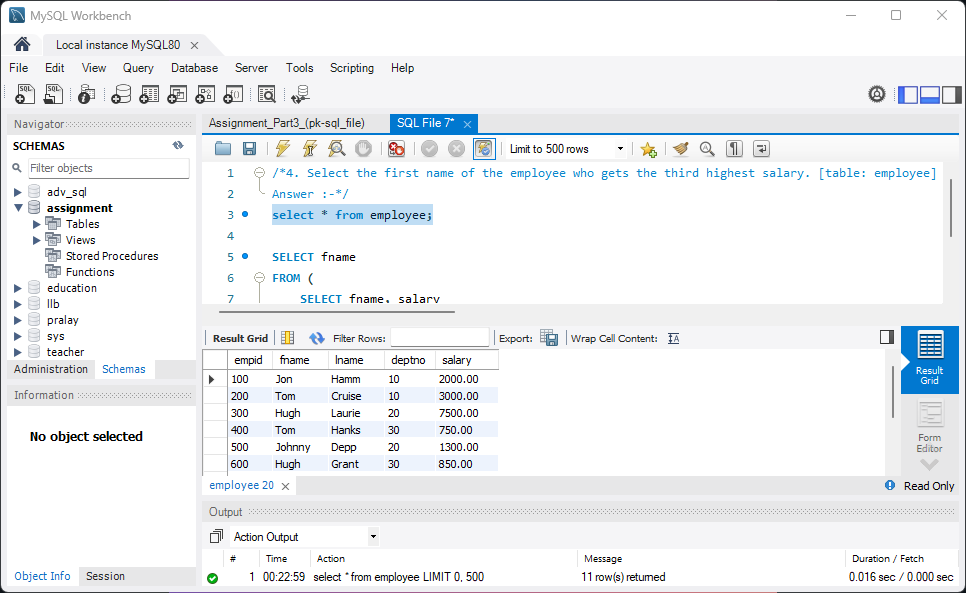 MySQL Workbench
Local instance MySQL80
File Edit View Query Database Server Tools Scripting Help
Navigator
SCHEMAS
Filter objects
adv_sql
assignment
Tables
Views
Stored Procedures
Functions
education
llb
pralay
sys
teacher
Administration Schemas
Information
No object selected
Object Info Session
Assignment_Part3_(pk-sql_file) SQL File 7*
Limit to 500 rows
1 /*4. Select the first name of the employee who gets the third highest salary. [table: employee]
2 Answer :-*/
3 select * from employee;
4
5 SELECT fname
6 FROM (
7 SELECT fname, salary
Result Grid Filter Rows: Export: Wrap Cell Content:
empid fname lname deptno salary
100 Jon Hamm 10 2000.00
200 Tom Cruise 10 3000.00
300 Hugh Laurie 20 7500.00
400 Tom Hanks 30 750.00
500 Johnny Depp 20 1300.00
600 Hugh Grant 30 850.00
Result
Grid
Form
Editor
employee 20
Read Only
Output
Action Output
# Time Action Message Duration / Fetch
1 00:22:59 select * from employee LIMIT 0, 500 11 row(s) returned 0.016 sec / 0.000 sec